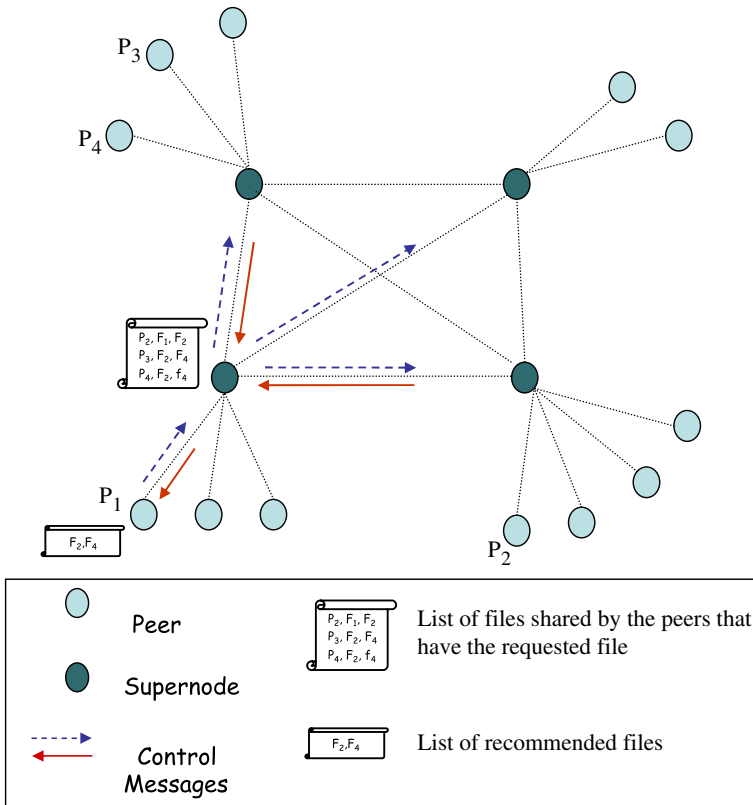 P3
P4
P2, F1, F2
P3, F2, F4
P4, F2, f4
P1
F2,F4
P2
Peer
Supernode
Control
Messages
P2, F1, F2
P3, F2, F4
P4, F2, f4
List of files shared by the peers that
have the requested file
F2,F4
List of recommended files